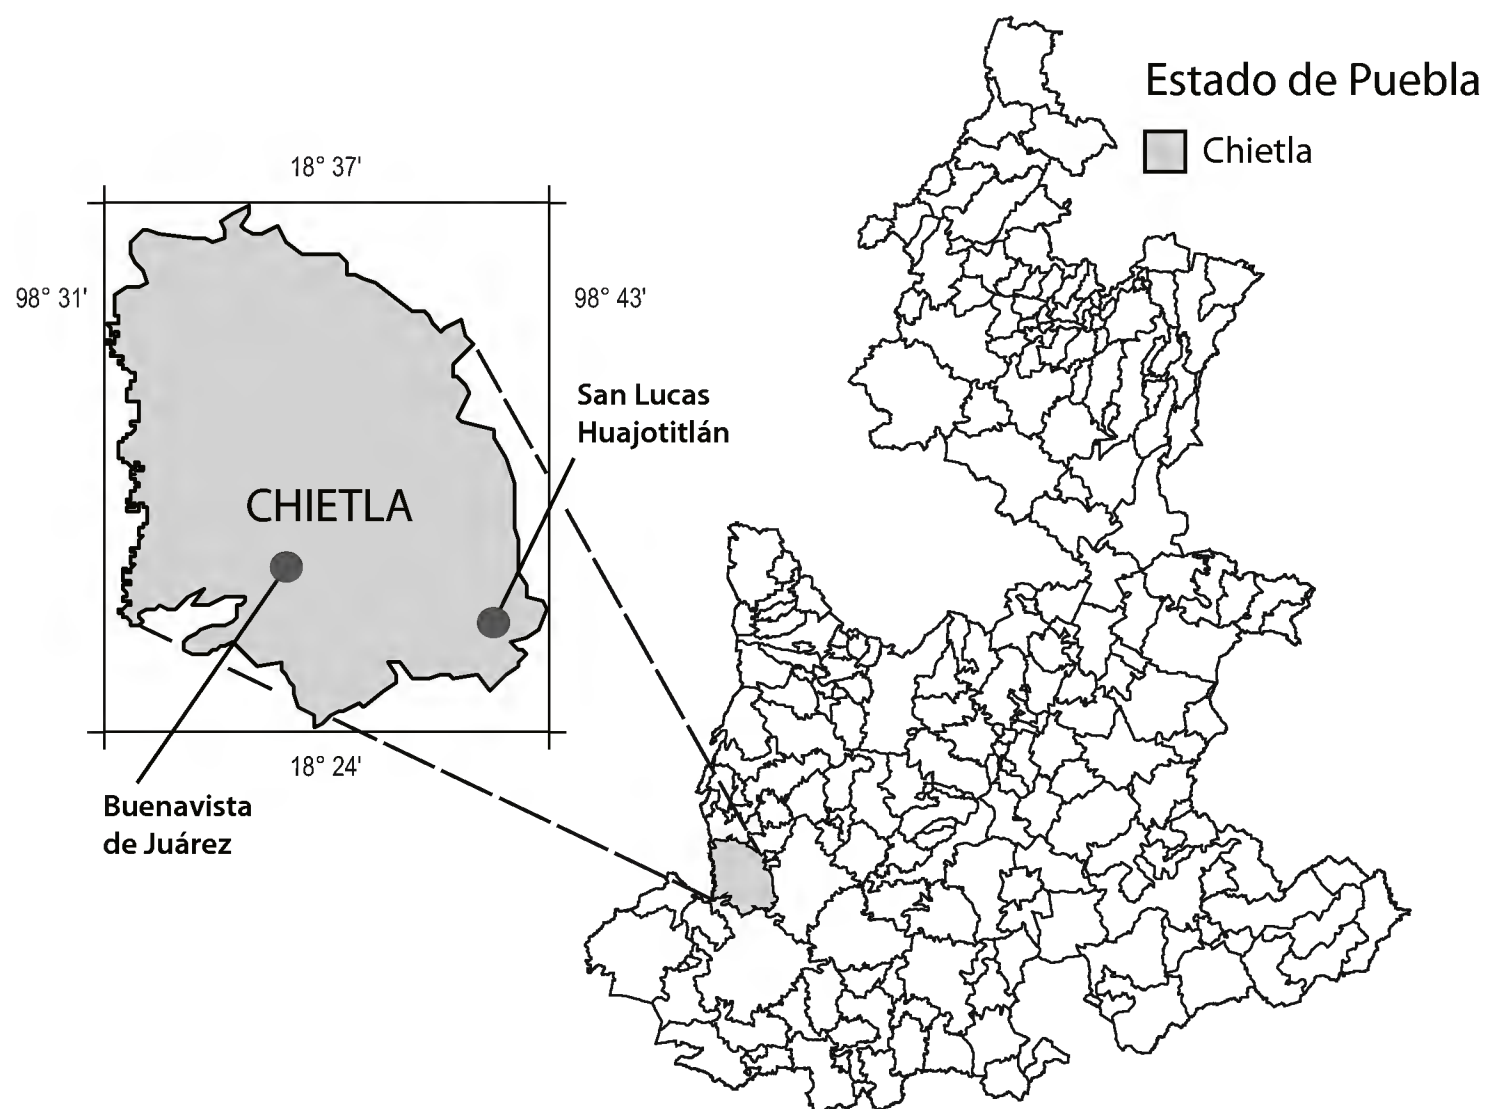 Estado de Puebla
Chietla
18° 37'
98° 31'
98° 43'
San Lucas
Huajotitlán
CHIETLA
18° 24'
Buenavista
de Juárez